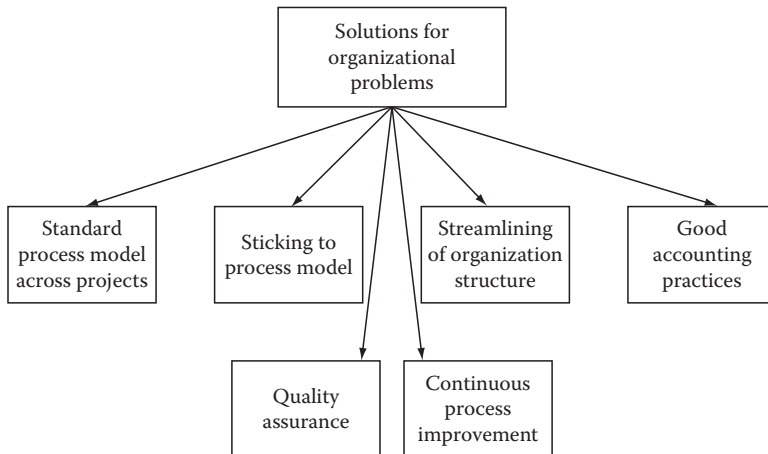 Solutions for
organizational
problems
Standard
process model
across projects
Sticking to
process model
Streamlining
of organization
structure
Good
accounting
practices
Quality
assurance
Continuous
process
improvement